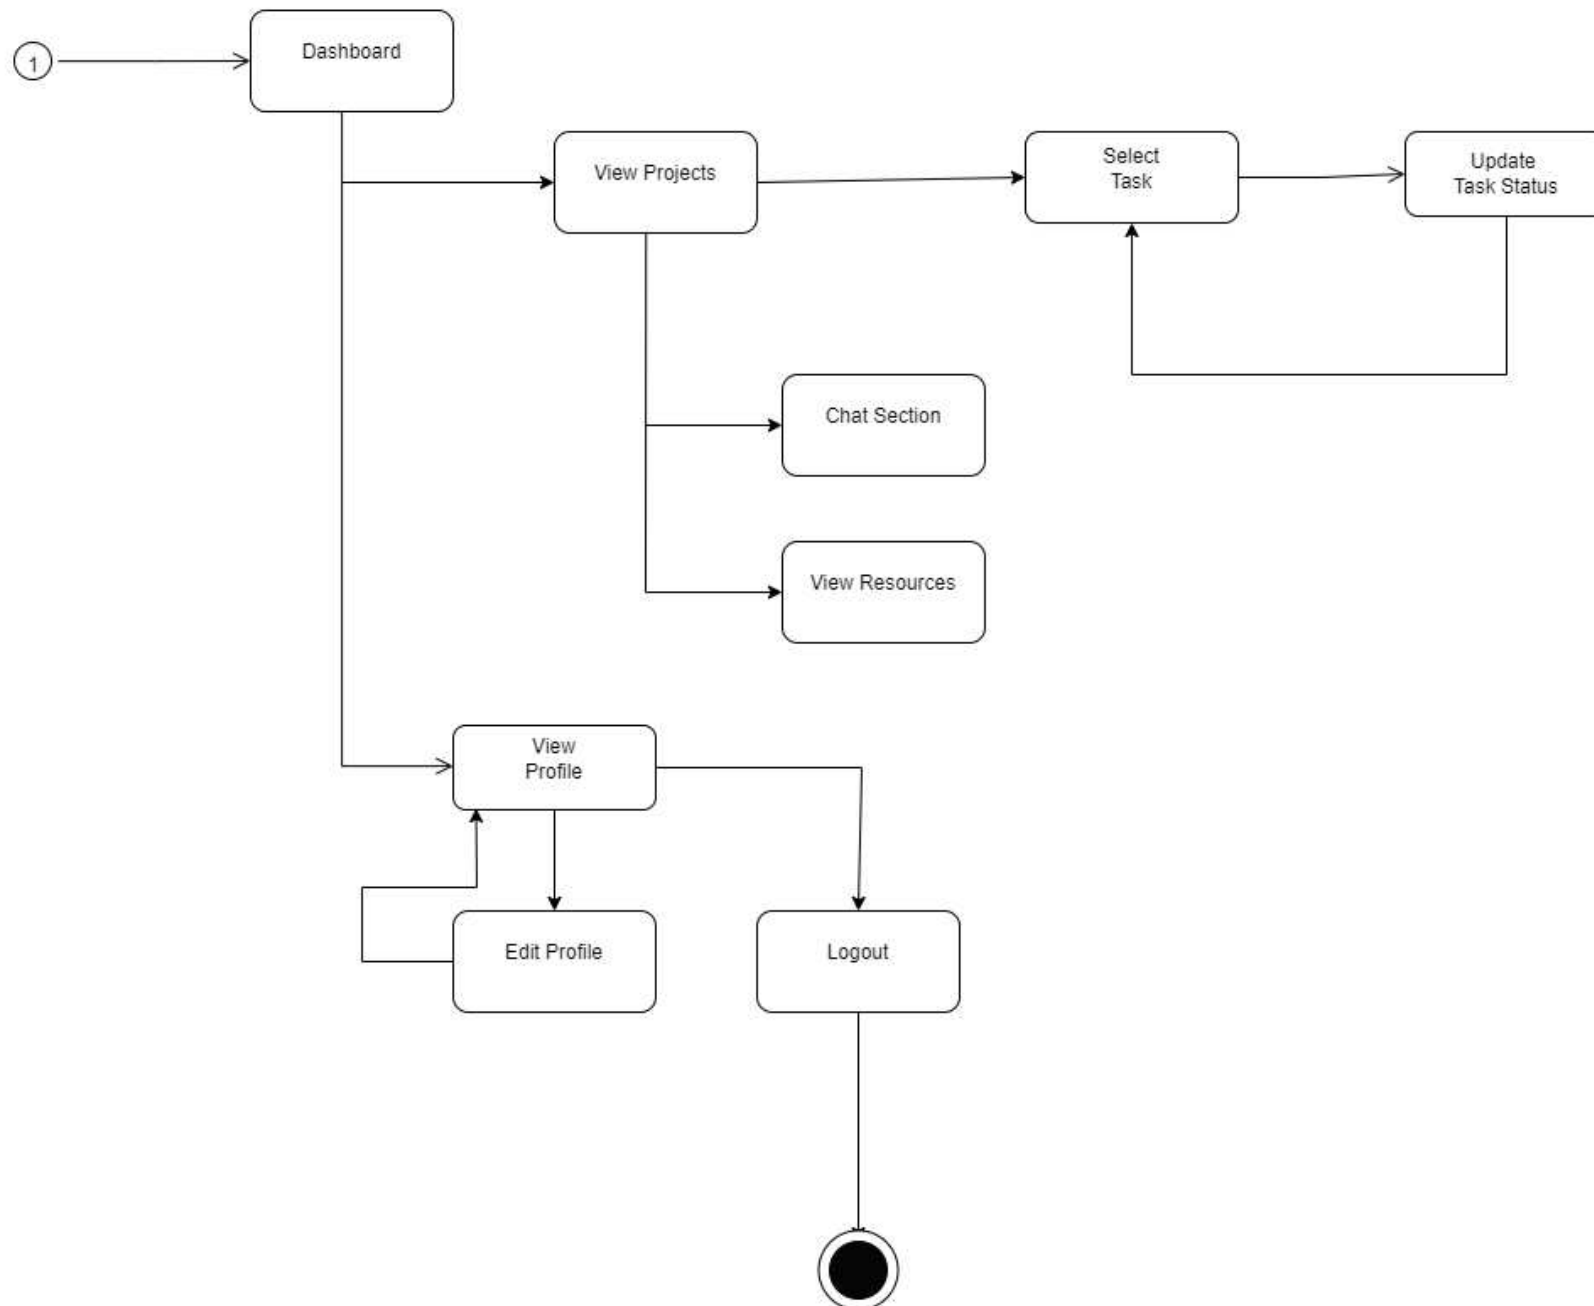 1
Dashboard
View Projects
Select
Task
Update
Task Status
Chat Section
View Resources
View
Profile
Edit Profile
Logout